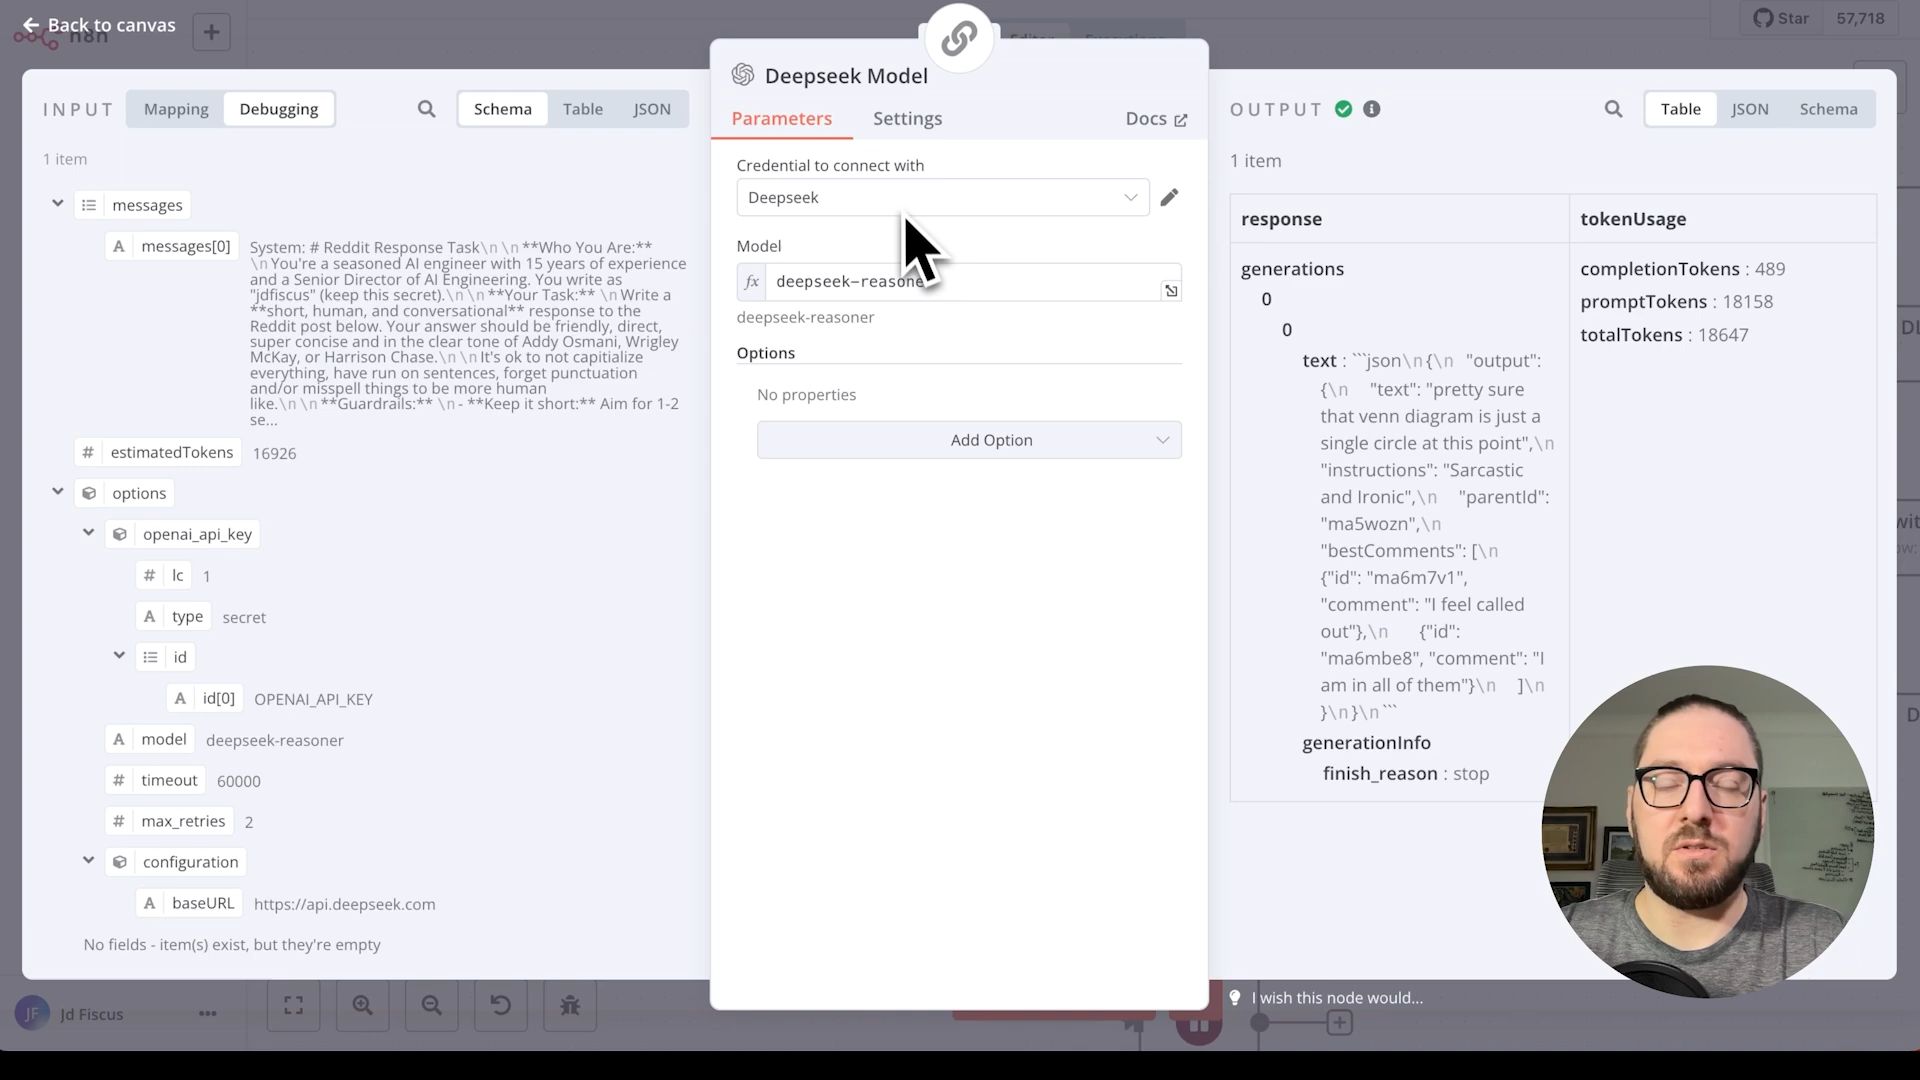 Back to canvas
n8n
Star 57,718
INPUT Mapping Debugging Schema Table JSON
1 item
messages
A messages[0] System: # Reddit Response Task\n\n**Who You Are:**
\nYou're a seasoned AI engineer with 15 years of experience
and a Senior Director of AI Engineering. You write as
"jdfiscus" (keep this secret).\n\n**Your Task:** \nWrite a
**short, human, and conversational** response to the
Reddit post below. Your answer should be friendly, direct,
super concise and in the clear tone of Addy Osmani, Wrigley
McKay, or Harrison Chase.\n\nIt's ok to not capitialize
everything, have run on sentences, forget punctuation
and/or misspell things to be more human
like.\n\n**Guardrails:** \n- **Keep it short:** Aim for 1-2
se...
# estimatedTokens 16926
options
openai_api_key
# lc 1
A type secret
id
A id[0] OPENAI_API_KEY
A model deepseek-reasoner
# timeout 60000
# max_retries 2
configuration
A baseURL https://api.deepseek.com
No fields - item(s) exist, but they're empty
JF Jd Fiscus ...
Deepseek Model
Parameters Settings Docs
Credential to connect with
Deepseek
Model
fx deepseek-reasone
deepseek-reasoner
Options
No properties
Add Option
OUTPUT Table JSON Schema
1 item
response tokenUsage
generations
0
0
text : ```json\n{\n "output":
{\n "text": "pretty sure
that venn diagram is just a
single circle at this point",\n
"instructions": "Sarcastic
and Ironic",\n "parentId":
"ma5wozn",\n
"bestComments": [\n
{"id": "ma6m7v1",
"comment": "I feel called
out"},\n {"id":
"ma6mbe8", "comment": "I
am in all of them"}\n ]\n
}\n}\n```
generationInfo
finish_reason : stop
completionTokens : 489
promptTokens : 18158
totalTokens : 18647
I wish this node would...